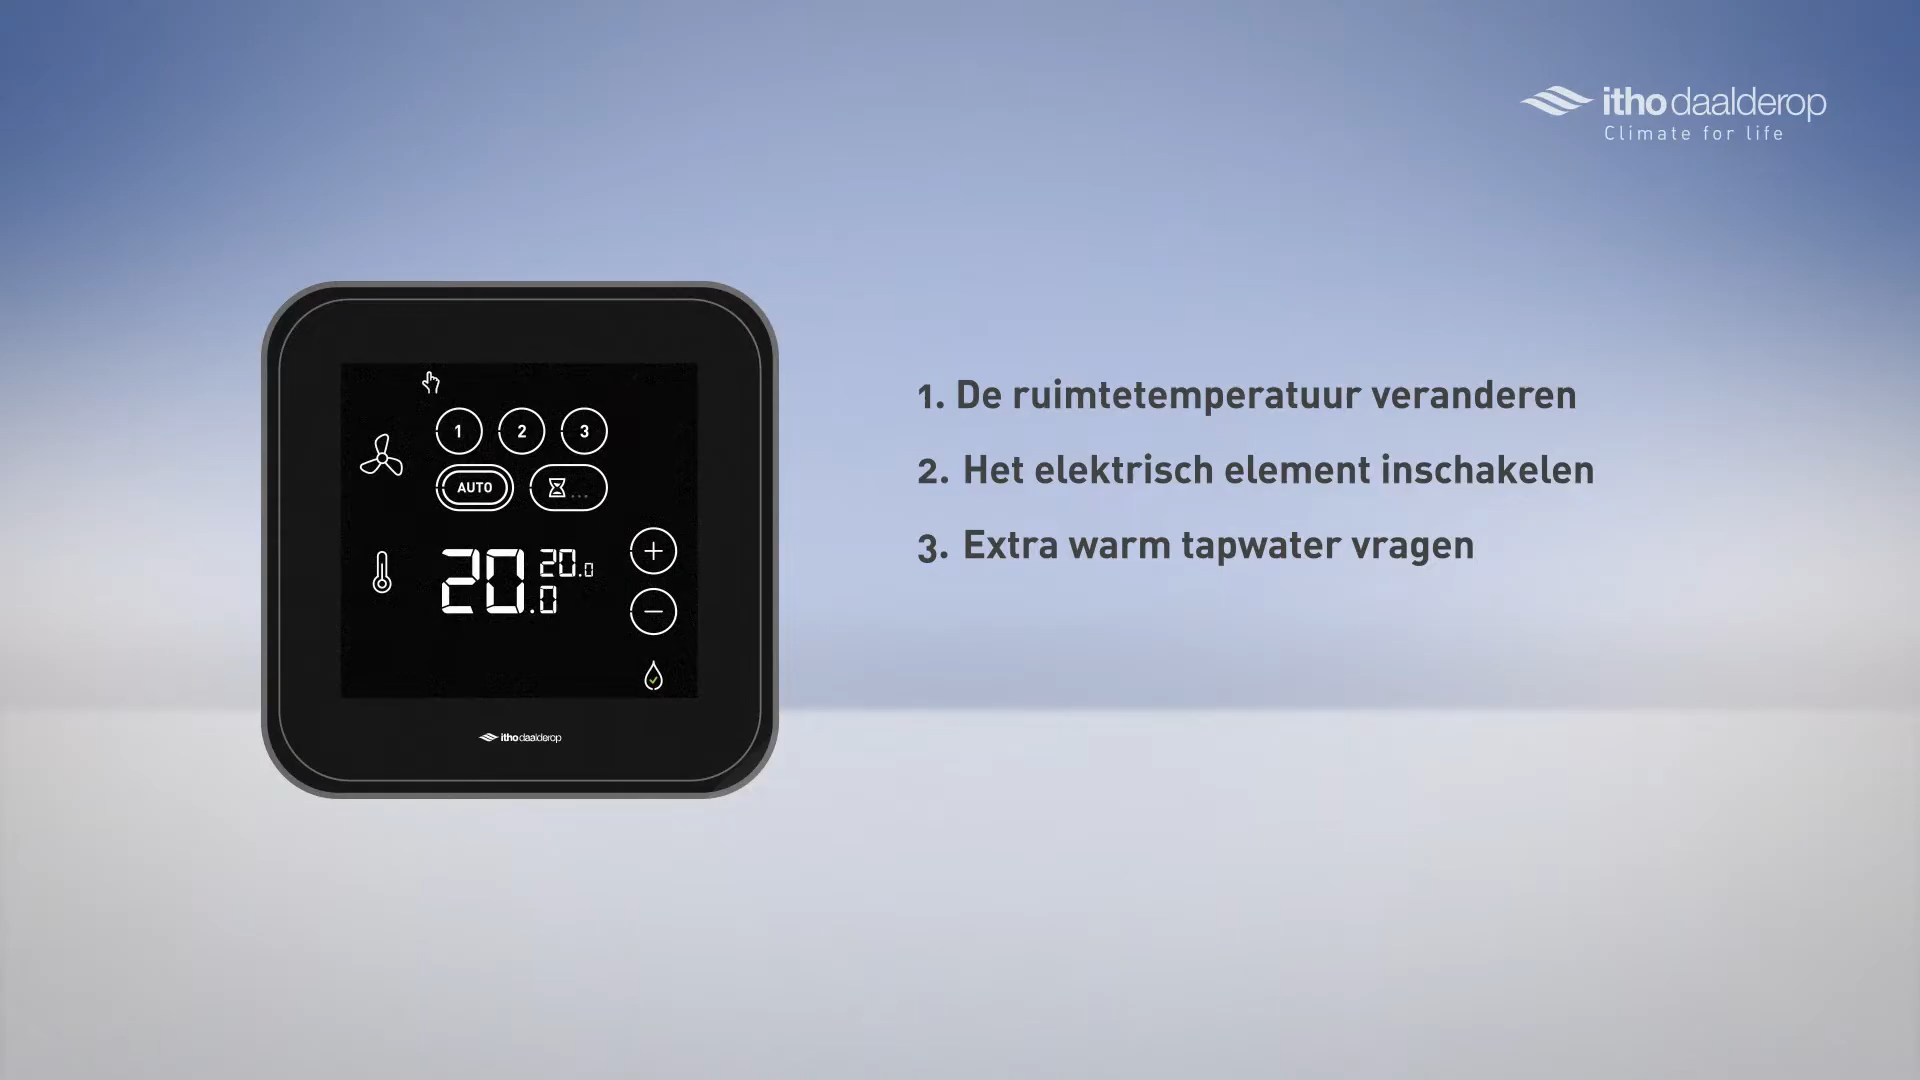 itho daalderop
Climate for life
1 2 3
AUTO ...
20.0 20.0
+
−
itho daalderop
1. De ruimtetemperatuur veranderen
2. Het elektrisch element inschakelen
3. Extra warm tapwater vragen